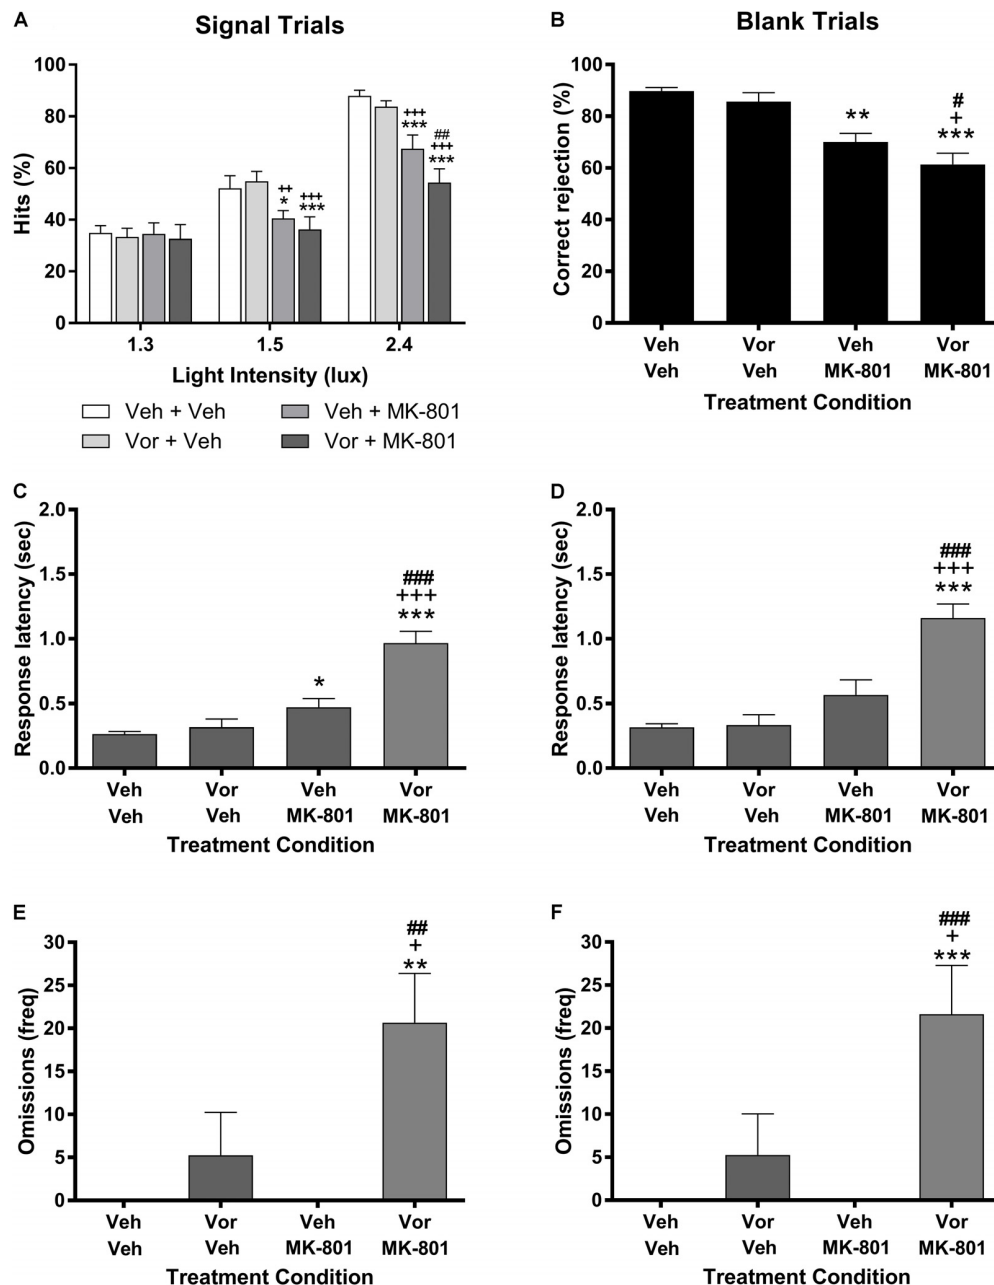 A
Signal Trials
Hits (%)
100
80
60
40
20
0
+++
***
##
+++
***
++
*
+++
***
1.3
1.5
2.4
Light Intensity (lux)
Veh + Veh
Veh + MK-801
Vor + Veh
Vor + MK-801
B
Blank Trials
Correct rejection (%)
100
80
60
40
20
0
**
#
+
***
Veh Vor Veh Vor
Veh Veh MK-801 MK-801
Treatment Condition
C
Response latency (sec)
2.0
1.5
1.0
0.5
0.0
*
###
+++
***
Veh Vor Veh Vor
Veh Veh MK-801 MK-801
Treatment Condition
D
Response latency (sec)
2.0
1.5
1.0
0.5
0.0
###
+++
***
Veh Vor Veh Vor
Veh Veh MK-801 MK-801
Treatment Condition
E
Omissions (freq)
30
25
20
15
10
5
0
##
+
**
Veh Vor Veh Vor
Veh Veh MK-801 MK-801
Treatment Condition
F
Omissions (freq)
30
25
20
15
10
5
0
###
+
***
Veh Vor Veh Vor
Veh Veh MK-801 MK-801
Treatment Condition